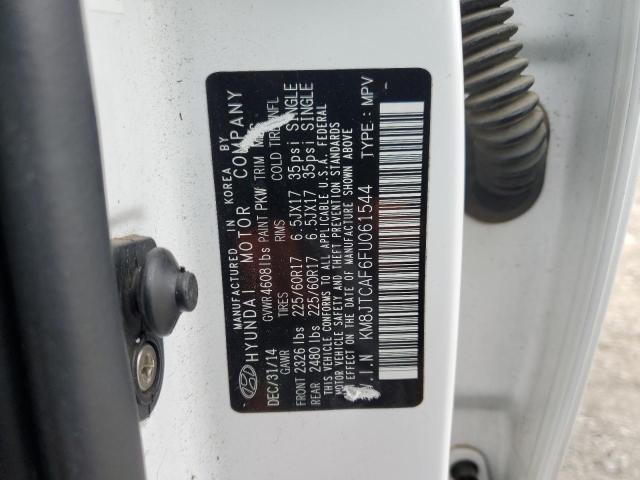 MANUFACTURED IN KOREA BY
HYUNDAI MOTOR COMPANY
DEC/31/14 GVWR 4608 lbs PAINT PKW TRIM
GAWR TIRES RIMS COLD TIRE INFL
FRONT 2326 lbs 225/60R17 6.5JX17 35psi SINGLE
REAR 2480 lbs 225/60R17 6.5JX17 35psi SINGLE
THIS VEHICLE CONFORMS TO ALL APPLICABLE U.S.A. FEDERAL
MOTOR VEHICLE SAFETY AND THEFT PREVENTION STANDARDS
IN EFFECT ON THE DATE OF MANUFACTURE SHOWN ABOVE.
V.I.N KM8JTCAF6FU061544 TYPE.: MPV